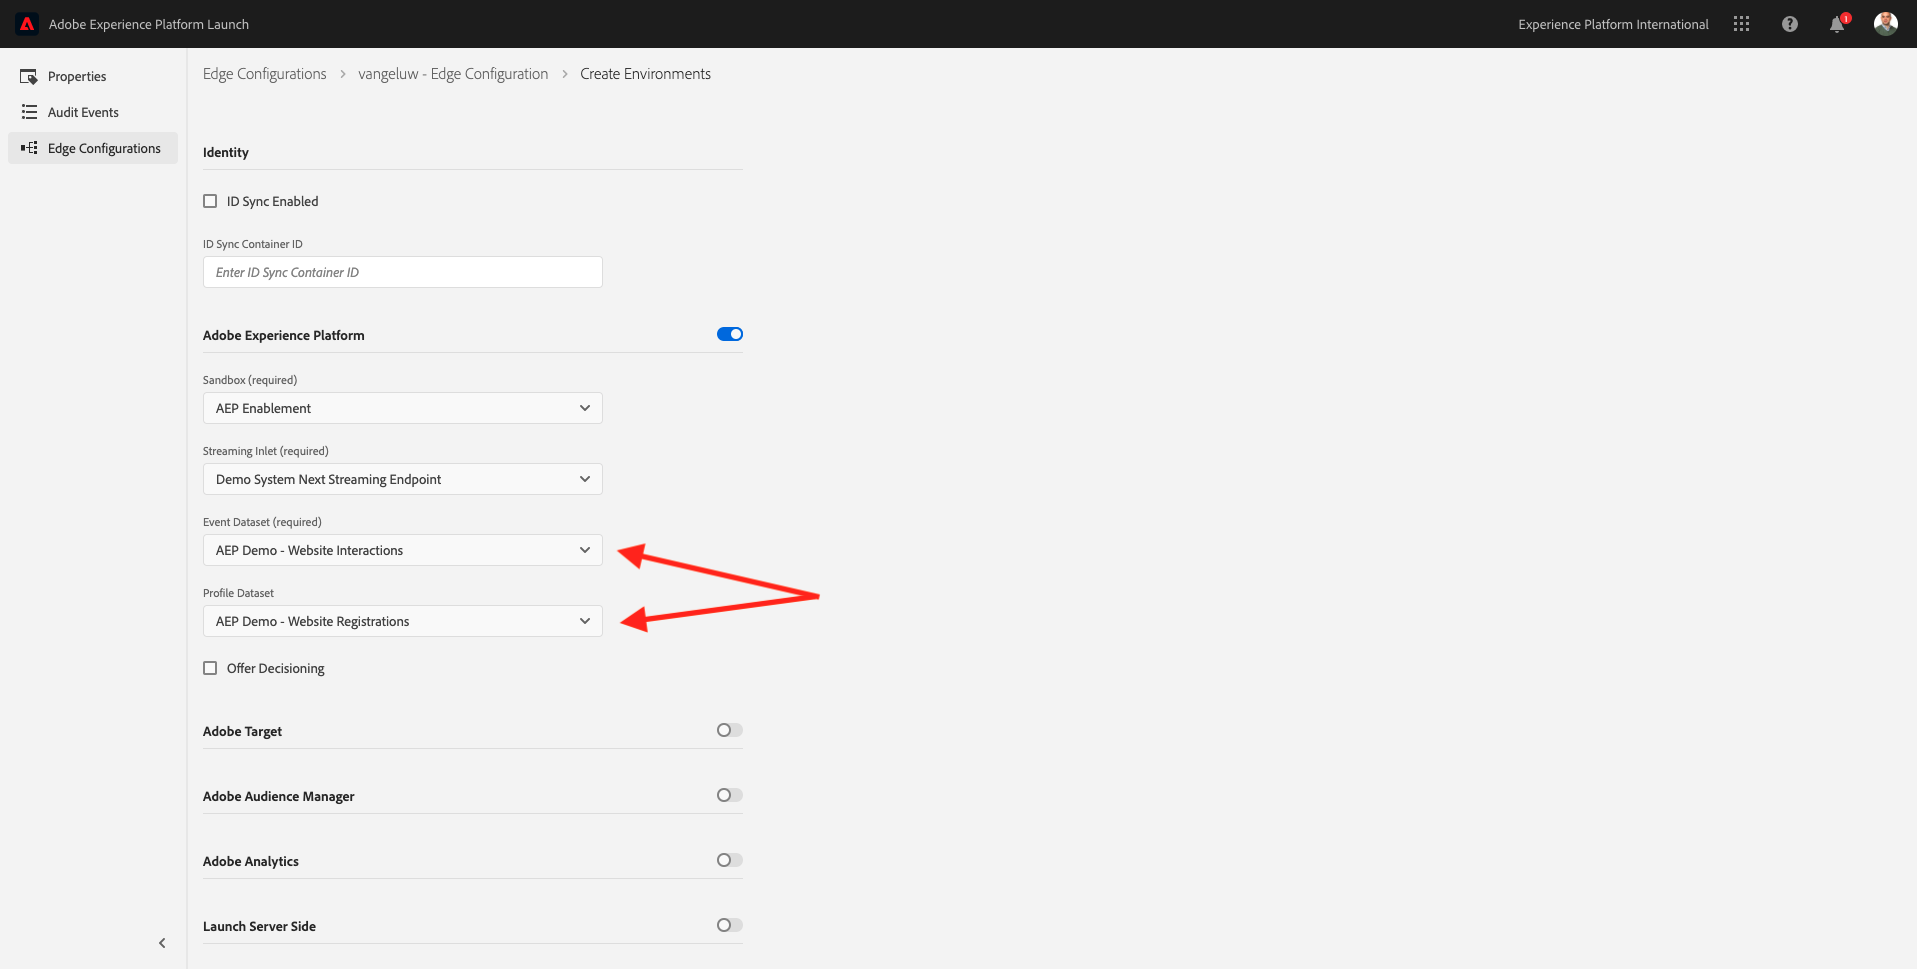 Adobe Experience Platform Launch
Experience Platform International
1
Properties
Audit Events
Edge Configurations
Edge Configurations > vangeluw - Edge Configuration > Create Environments
Identity
ID Sync Enabled
ID Sync Container ID
Enter ID Sync Container ID
Adobe Experience Platform
Sandbox (required)
AEP Enablement
Streaming Inlet (required)
Demo System Next Streaming Endpoint
Event Dataset (required)
AEP Demo - Website Interactions
Profile Dataset
AEP Demo - Website Registrations
Offer Decisioning
Adobe Target
Adobe Audience Manager
Adobe Analytics
Launch Server Side